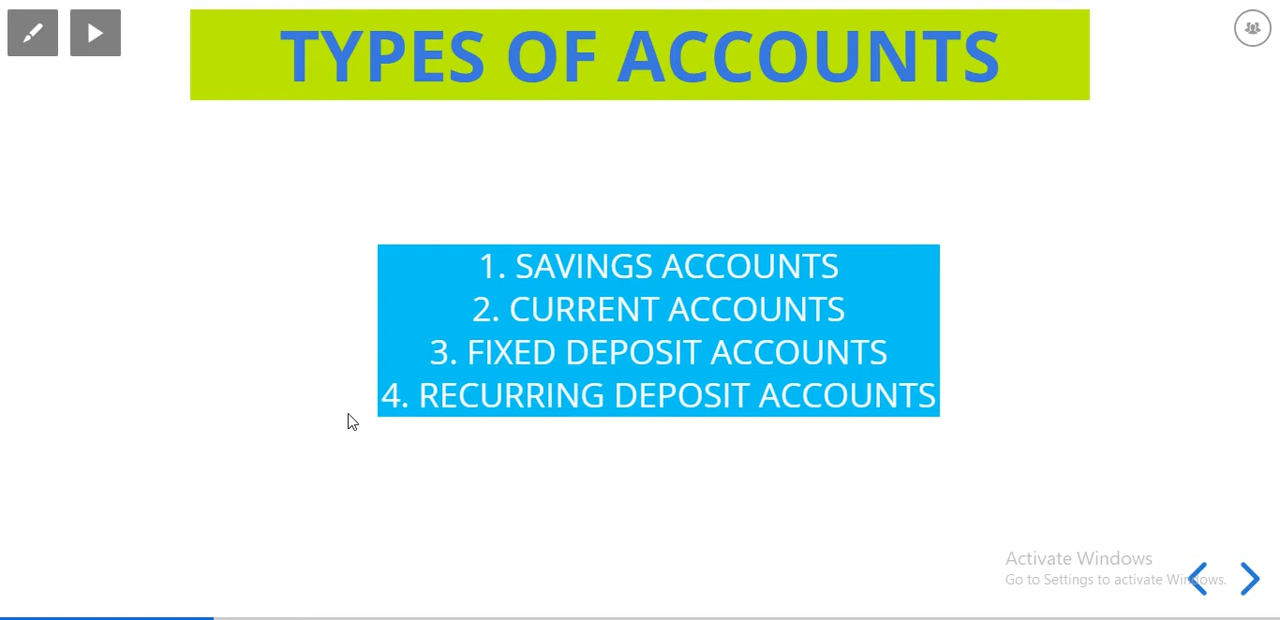 TYPES OF ACCOUNTS
1. SAVINGS ACCOUNTS
2. CURRENT ACCOUNTS
3. FIXED DEPOSIT ACCOUNTS
4. RECURRING DEPOSIT ACCOUNTS
Activate Windows
Go to Settings to activate Windows.